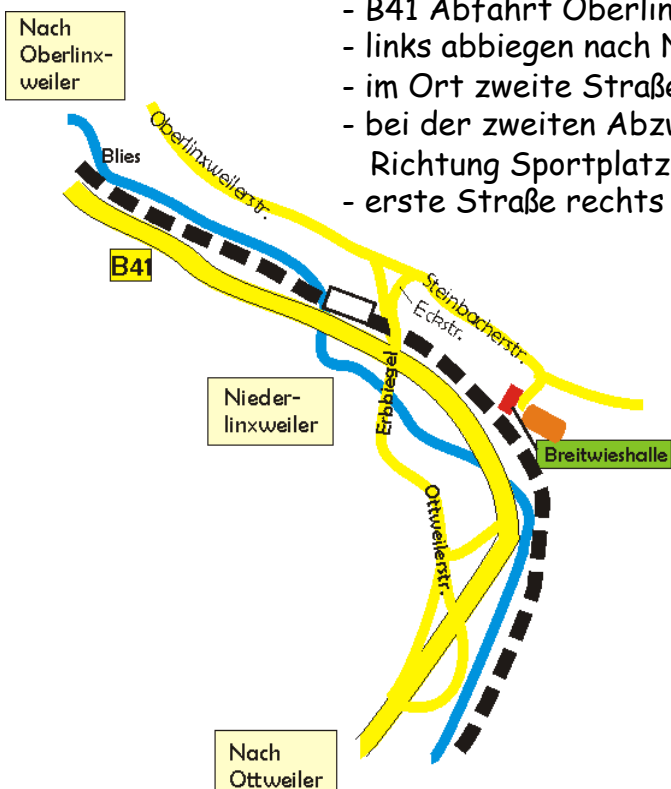 - B41 Abfahrt Oberlin
- links abbiegen nach N
- im Ort zweite Straße
- bei der zweiten Abzw
Richtung Sportplatz
- erste Straße rechts
Nach
Oberlinx-
weiler
Oberlinxweilerstr.
Blies
B41
Steinbacherstr.
Eckstr.
Erbbiegel
Nieder-
linxweiler
Breitwieshalle
Ottweilerstr.
Nach
Ottweiler